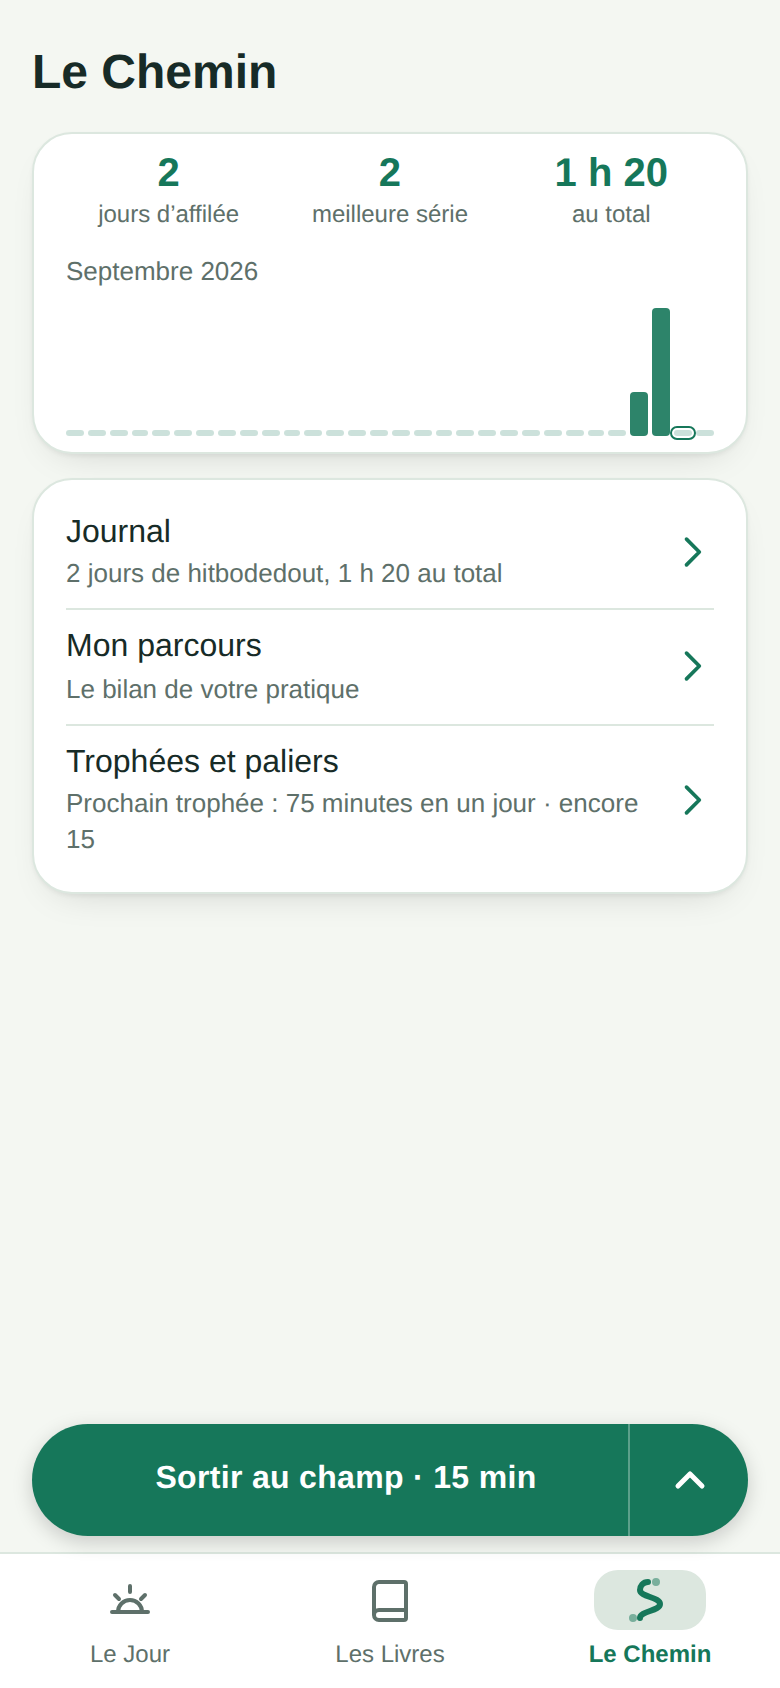 Le Chemin
2
2
1 h 20
jours d’affilée
meilleure série
au total
Septembre 2026
Journal
2 jours de hitbodedout, 1 h 20 au total
Mon parcours
Le bilan de votre pratique
Trophées et paliers
Prochain trophée : 75 minutes en un jour · encore
15
Sortir au champ · 15 min
Le Jour
Les Livres
Le Chemin